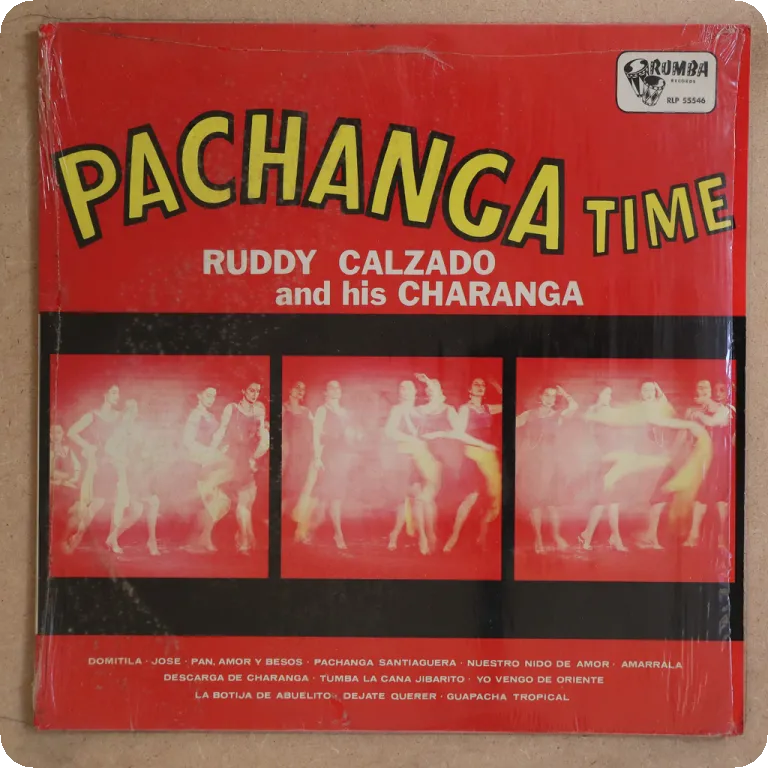 RUMBA
RECORDS
RLP 55546
PACHANGA TIME
RUDDY CALZADO
and his CHARANGA
DOMITILA · JOSE · PAN, AMOR Y BESOS · PACHANGA SANTIAGUERA · NUESTRO NIDO DE AMOR · AMARRALA
DESCARGA DE CHARANGA · TUMBA LA CANA JIBARITO · YO VENGO DE ORIENTE
LA BOTIJA DE ABUELITO · DEJATE QUERER · GUAPACHA TROPICAL